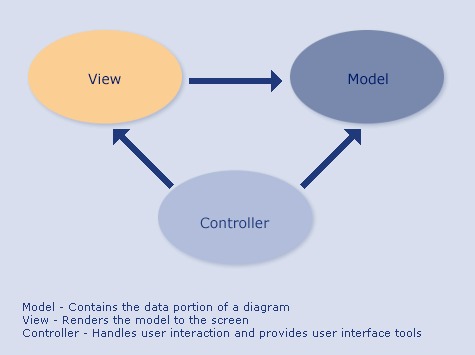 View
Model
Controller
Model - Contains the data portion of a diagram
View - Renders the model to the screen
Controller - Handles user interaction and provides user interface tools